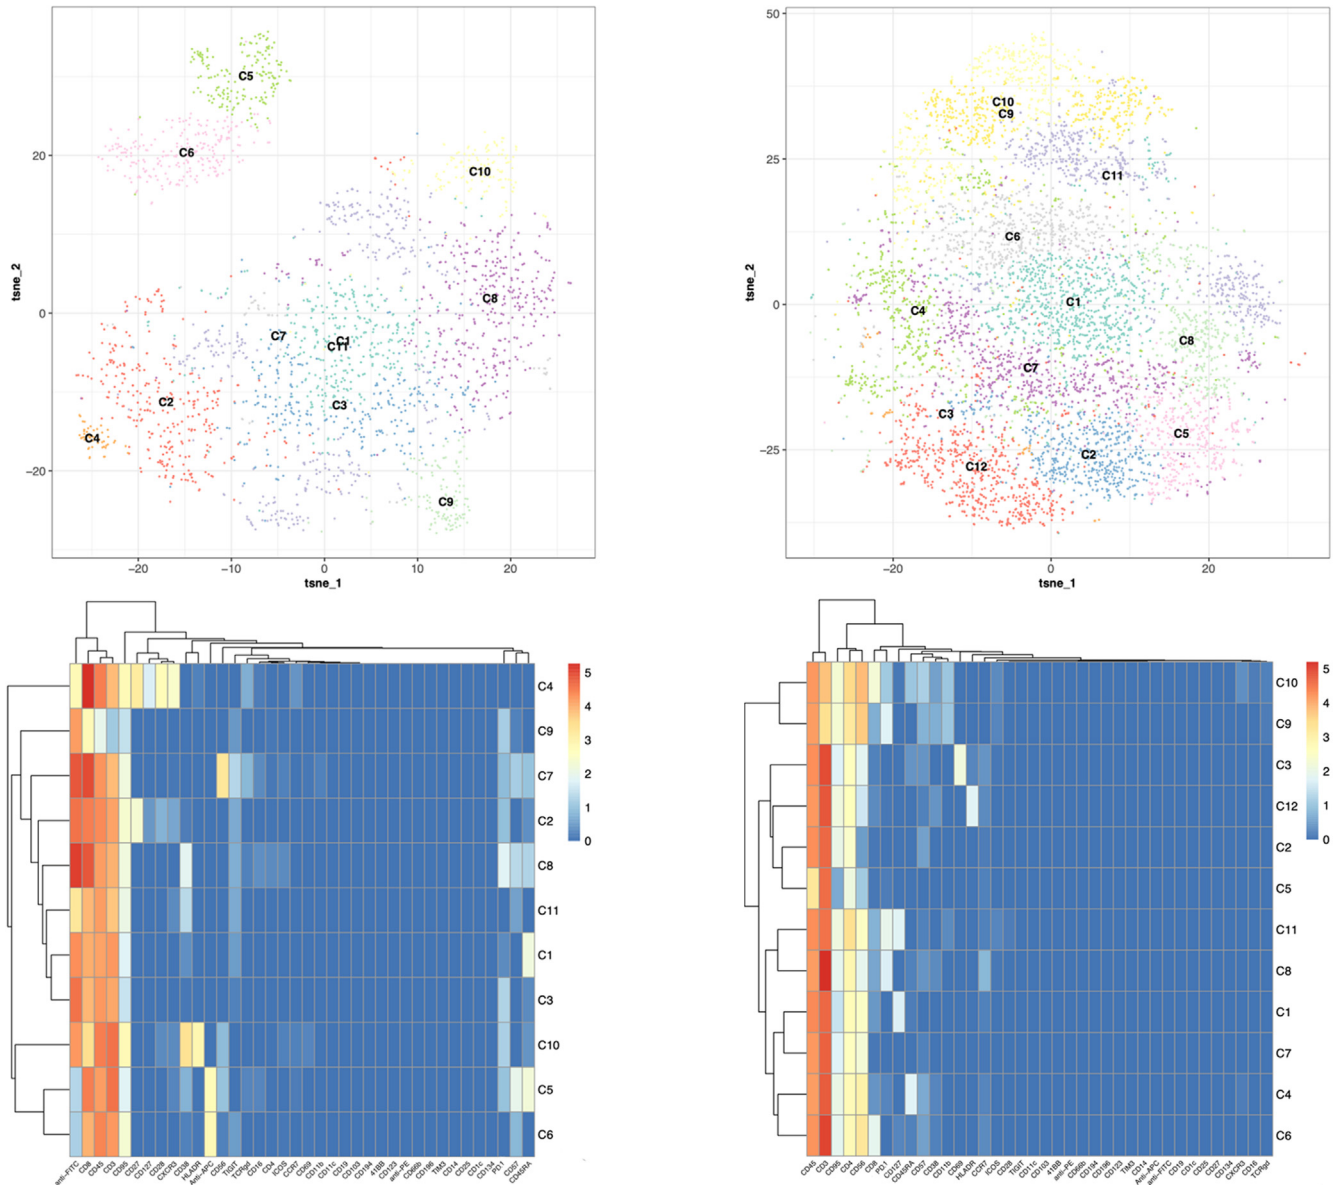 C5
20
C6
C10
tsne_2
0
C8
C7
C1
C11
C3
C2
C4
−20
C9
−20
−10
0
10
20
tsne_1
50
C10
C9
25
C11
C6
tsne_2
0
C1
C4
C8
C7
C3
C5
−25
C2
C12
−20
0
20
tsne_1
C4
C9
C7
C2
C8
C11
C1
C3
C10
C5
C6
5
4
3
2
1
0
anti−FITC
CD8
CD45
CD3
CD95
CD27
CD127
CD28
CXCR3
CD38
HLADR
Anti−APC
CD56
TIGIT
TCRgd
CD16
CD4
ICOS
CCR7
CD69
CD11b
CD11c
CD19
CD103
CD194
41BB
CD123
anti−PE
CD66b
CD196
TIM3
CD14
CD25
CD1c
CD134
PD1
CD57
CD45RA
C10
C9
C3
C12
C2
C5
C11
C8
C1
C7
C4
C6
5
4
3
2
1
0
CD45
CD3
CD95
CD4
CD56
CD8
PD1
CD127
CD45RA
CD57
CD38
CD11b
CD69
HLADR
CCR7
ICOS
CD28
TIGIT
CD11c
CD103
41BB
anti−PE
CD66b
CD194
CD196
CD123
TIM3
CD14
Anti−APC
anti−FITC
CD19
CD1c
CD25
CD27
CD134
CXCR3
CD16
TCRgd